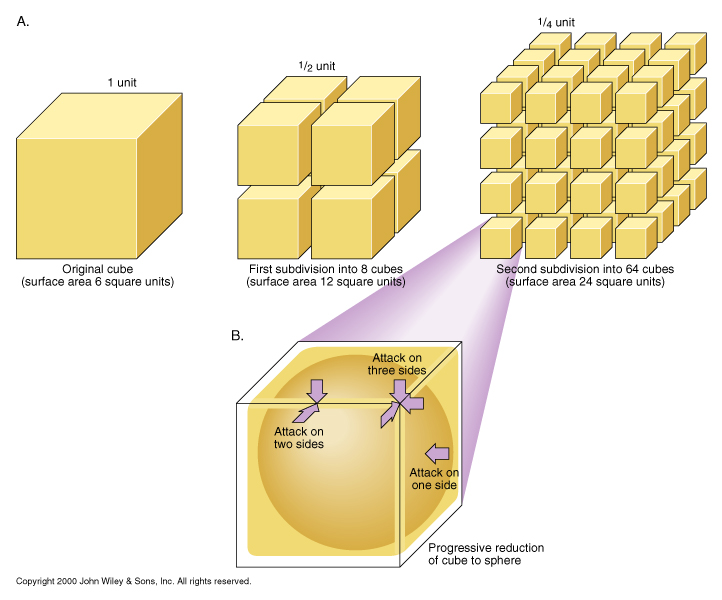 A.
1 unit
1/2 unit
1/4 unit
Original cube
(surface area 6 square units)
First subdivision into 8 cubes
(surface area 12 square units)
Second subdivision into 64 cubes
(surface area 24 square units)
B.
Attack on
three sides
Attack on
two sides
Attack on
one side
Progressive reduction
of cube to sphere
Copyright 2000 John Wiley & Sons, Inc. All rights reserved.